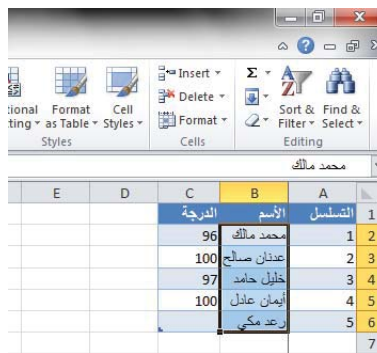 Insert
Delete
Format
Cells
Format as Table
Cell Styles
Styles
Sort & Filter
Find & Select
Editing
محمد مالك
E D C B A
التسلسل الأسم الدرجة 1
1 محمد مالك 96 2
2 عدنان صالح 100 3
3 خليل حامد 97 4
4 أيمان عادل 100 5
5 رعد مكي 6
7